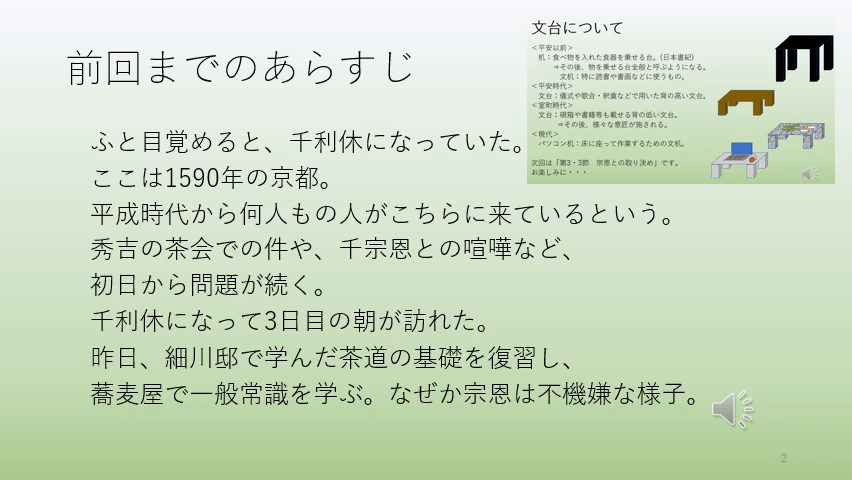 前回までのあらすじ
ふと目覚めると、千利休になっていた。
ここは1590年の京都。
平成時代から何人もの人がこちらに来ているという。
秀吉の茶会での件や、千宗恩との喧嘩など、
初日から問題が続く。
千利休になって3日目の朝が訪れた。
昨日、細川邸で学んだ茶道の基礎を復習し、
蕎麦屋で一般常識を学ぶ。なぜか宗恩は不機嫌な様子。
文台について
＜平安以前＞
机：食べ物を入れた食器を乗せる台。（日本書紀）
⇒その後、物を乗せる台全般と呼ぶようになる。
文机：特に読書や書画などに使うもの。
＜平安時代＞
文台：儀式や歌合・釈奠などで用いた背の高い文台。
＜室町時代＞
文台：硯箱や書籍等も載せる背の低い文台。
⇒その後、様々な意匠が施される。
＜現代＞
パソコン机：床に座って作業するための文机。
次回は「第3・3節　宗恩との取り決め」です。
お楽しみに・・・
2